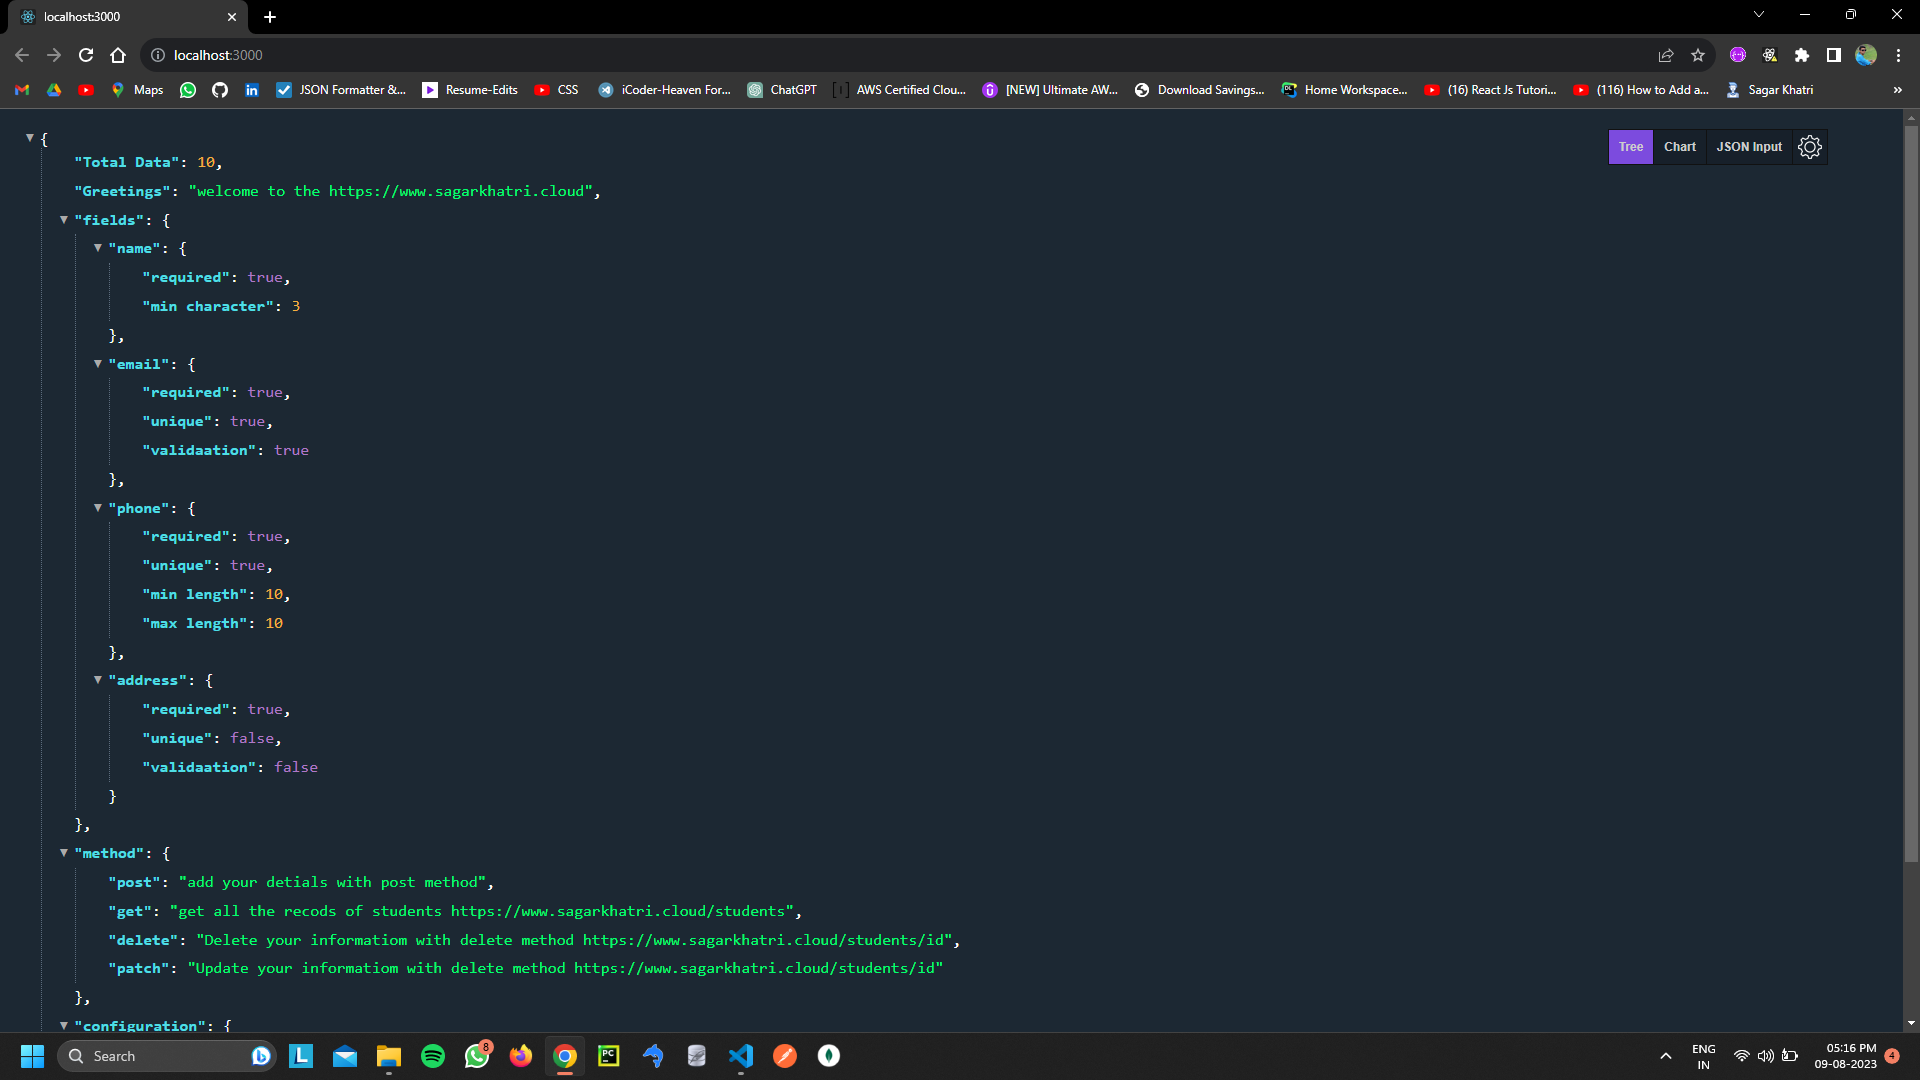 localhost:3000
localhost:3000
Maps
JSON Formatter &...
Resume-Edits
CSS
iCoder-Heaven For...
ChatGPT
AWS Certified Clou...
[NEW] Ultimate AW...
Download Savings...
Home Workspace...
(16) React Js Tutori...
(116) How to Add a...
Sagar Khatri
»
Tree
Chart
JSON Input
{
"Total Data": 10,
"Greetings": "welcome to the https://www.sagarkhatri.cloud",
"fields": {
"name": {
"required": true,
"min character": 3
},
"email": {
"required": true,
"unique": true,
"validaation": true
},
"phone": {
"required": true,
"unique": true,
"min length": 10,
"max length": 10
},
"address": {
"required": true,
"unique": false,
"validaation": false
}
},
"method": {
"post": "add your detials with post method",
"get": "get all the recods of students https://www.sagarkhatri.cloud/students",
"delete": "Delete your informatiom with delete method https://www.sagarkhatri.cloud/students/id",
"patch": "Update your informatiom with delete method https://www.sagarkhatri.cloud/students/id"
},
"configuration": {
Search
L
8
PC
ENG
IN
05:16 PM
09-08-2023
4